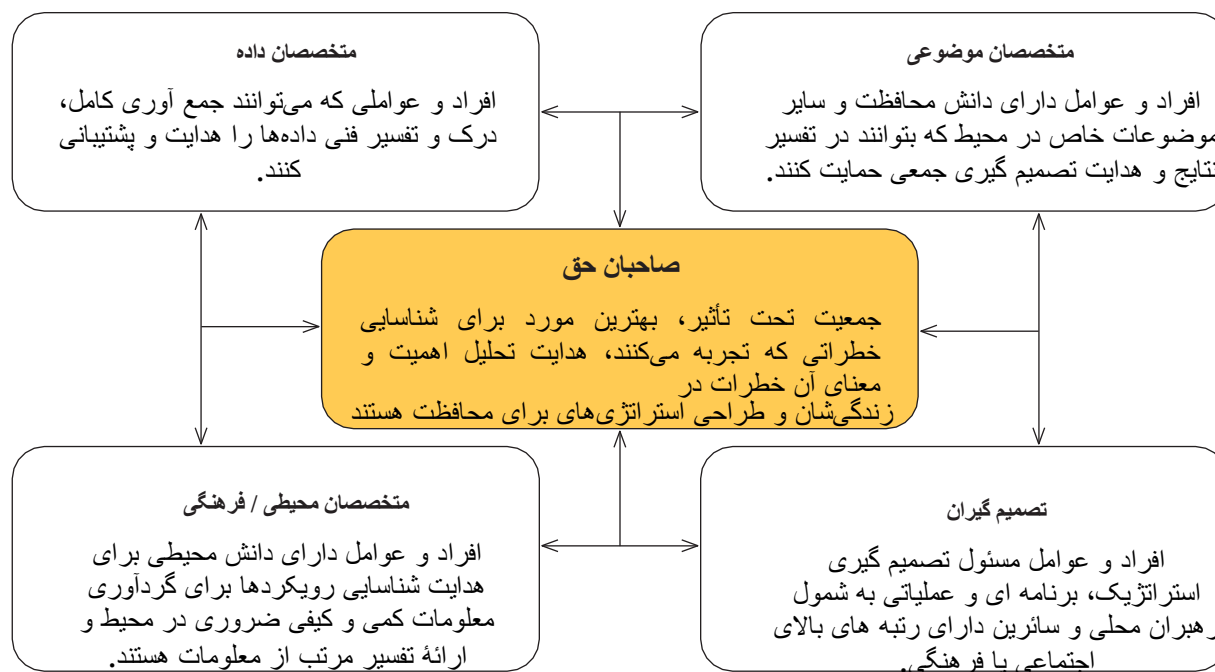 متخصصان موضوعی
افراد و عوامل دارای دانش محافظت و سایر
موضوعات خاص در محیط که بتوانند در تفسیر
نتایج و هدایت تصمیم گیری جمعی حمایت کنند.
متخصصان داده
افراد و عواملی که می‌توانند جمع آوری کامل،
درک و تفسیر فنی داده‌ها را هدایت و پشتیبانی
کنند.
صاحبان حق
جمعیت تحت تأثیر، بهترین مورد برای شناسایی
خطراتی که تجربه می‌کنند، هدایت تحلیل اهمیت و
معنای آن خطرات در
زندگی‌شان و طراحی استراتژی‌های برای محافظت هستند
تصمیم گیران
افراد و عوامل مسئول تصمیم گیری
استراتژیک، برنامه ای و عملیاتی به شمول
رهبران محلی و سائرین دارای رتبه های بالای
اجتماعی یا فرهنگی.
متخصصان محیطی / فرهنگی
افراد و عوامل دارای دانش محیطی برای
هدایت شناسایی رویکردها برای گردآوری
معلومات کمی و کیفی ضروری در محیط و
ارائهٔ تفسیر مرتب از معلومات هستند.